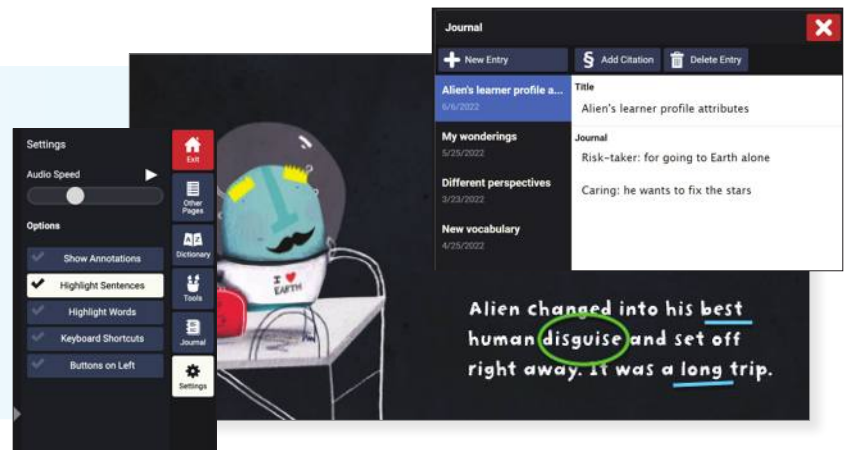 Journal
New Entry
Add Citation
Delete Entry
Alien's learner profile a...
6/6/2022
My wonderings
5/25/2022
Different perspectives
3/23/2022
New vocabulary
4/25/2022
Title
Alien's learner profile attributes
Journal
Risk-taker: for going to Earth alone
Caring: he wants to fix the stars
Settings
Audio Speed
Options
Show Annotations
Highlight Sentences
Highlight Words
Keyboard Shortcuts
Buttons on Left
Exit
Other
Pages
A Z
Dictionary
Tools
Journal
Settings
I ♥
EARTH
Alien changed into his best
human disguise and set off
right away. It was a long trip.